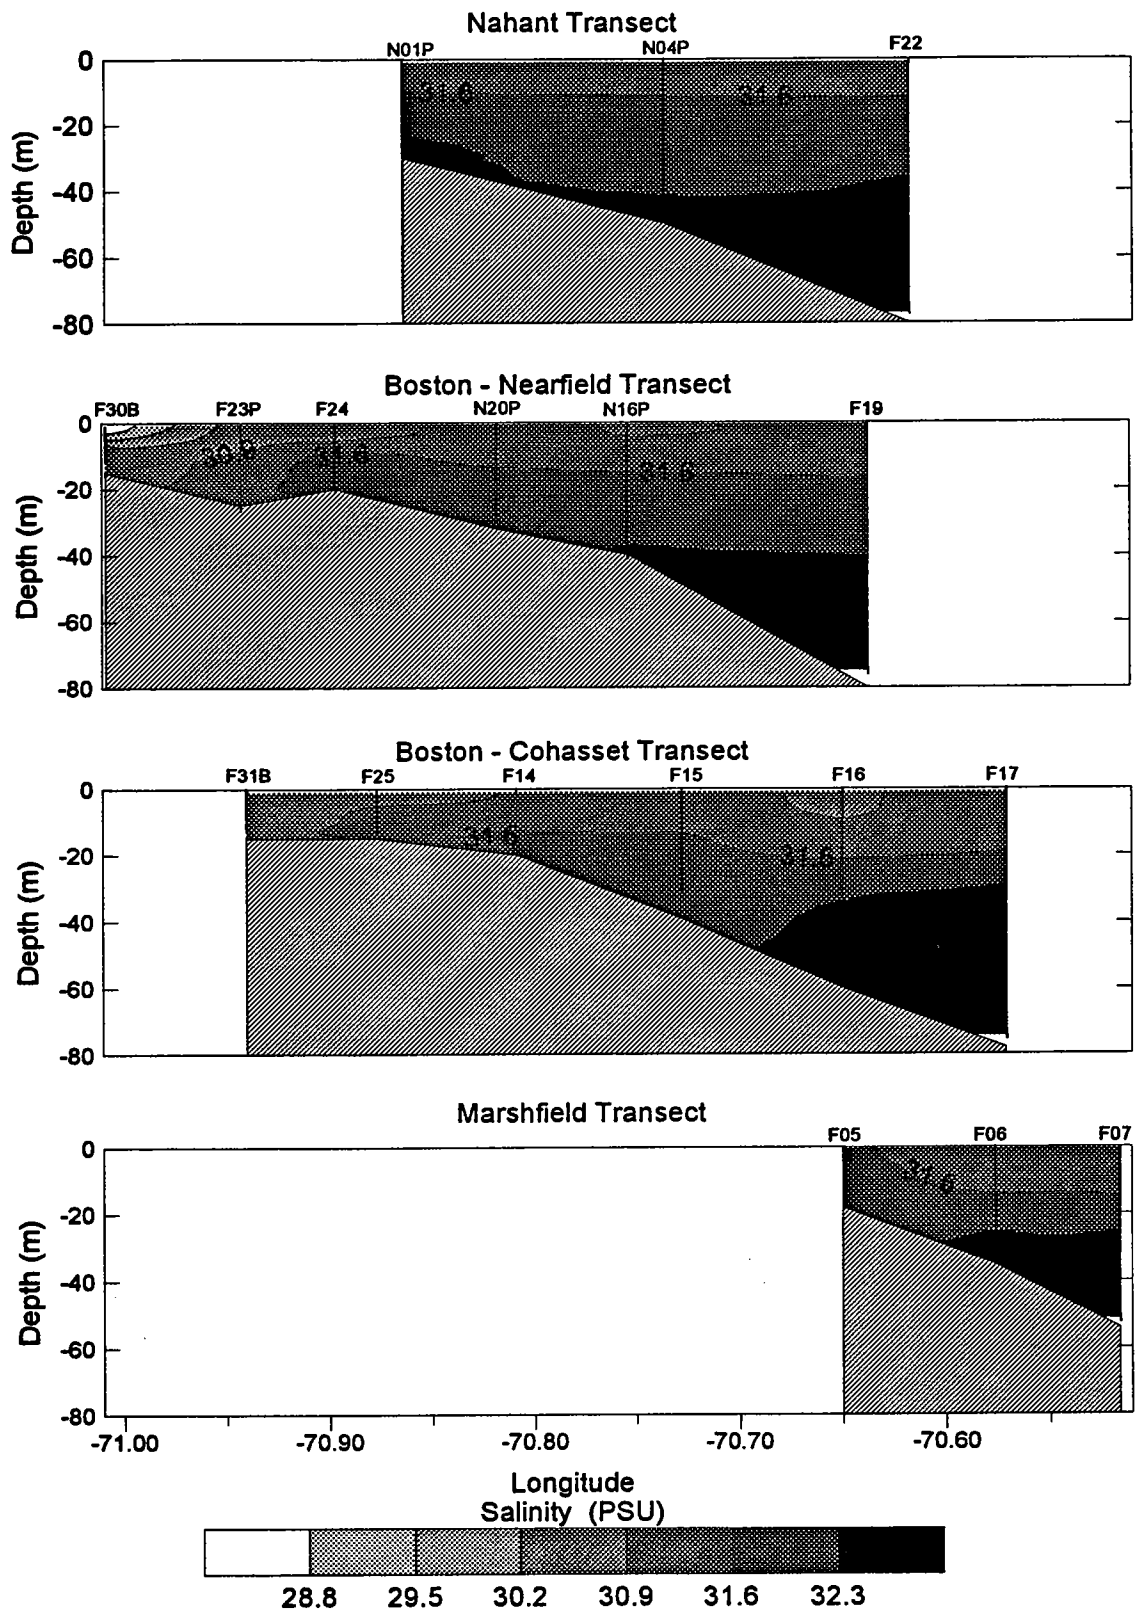 Nahant Transect
N01P N04P F22
0
-20
-40
-60
-80
Depth (m)
31.6 31.6
Boston - Nearfield Transect
F30B F23P F24 N20P N16P F19
0
-20
-40
-60
-80
Depth (m)
30.8 31.6 31.6
Boston - Cohasset Transect
F31B F25 F14 F15 F16 F17
0
-20
-40
-60
-80
Depth (m)
31.6 31.6
Marshfield Transect
F05 F06 F07
0
-20
-40
-60
-80
Depth (m)
31.6
-71.00 -70.90 -70.80 -70.70 -70.60
Longitude
Salinity (PSU)
28.8 29.5 30.2 30.9 31.6 32.3